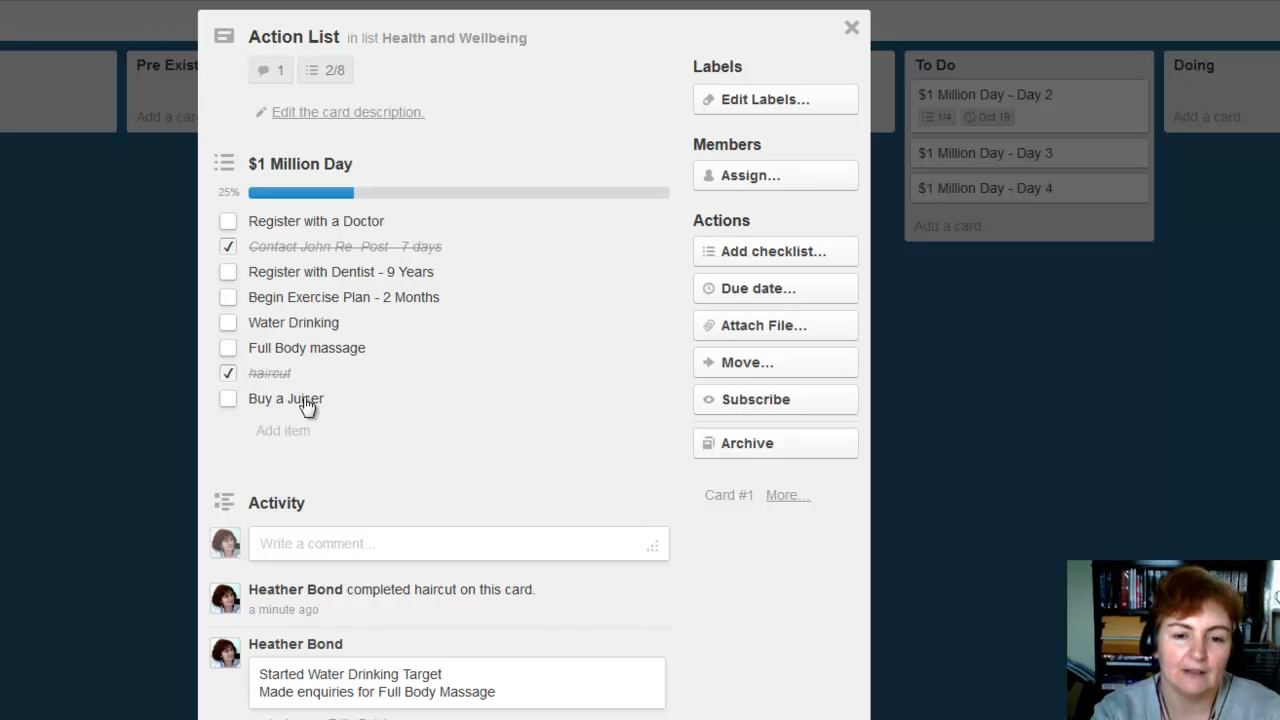 Action List in list Health and Wellbeing
1 2/8
Edit the card description.
$1 Million Day
25%
Register with a Doctor
Contact John Re Post - 7 days
Register with Dentist - 9 Years
Begin Exercise Plan - 2 Months
Water Drinking
Full Body massage
haircut
Buy a Juicer
Add item
Activity
Write a comment…
Heather Bond completed haircut on this card.
a minute ago
Heather Bond
Started Water Drinking Target
Made enquiries for Full Body Massage
Labels
Edit Labels…
Members
Assign…
Actions
Add checklist…
Due date…
Attach File…
Move…
Subscribe
Archive
Card #1 More…
Pre Exist
Add a car
To Do
$1 Million Day - Day 2
1/4 Oct 19
$1 Million Day - Day 3
$1 Million Day - Day 4
Add a card
Doing
Add a card